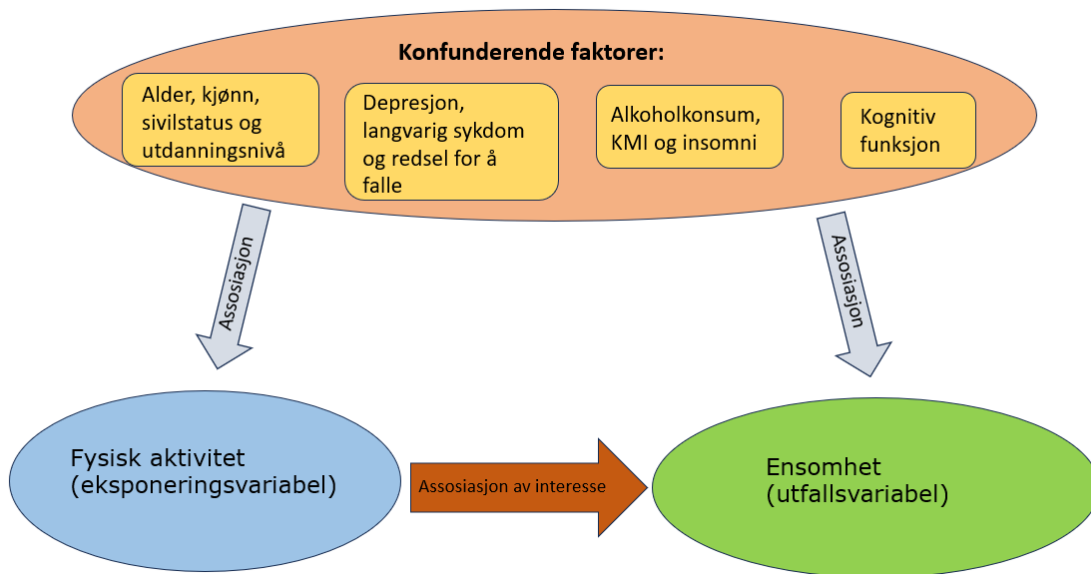 Konfunderende faktorer:
Alder, kjønn,
sivilstatus og
utdanningsnivå
Depresjon,
langvarig sykdom
og redsel for å
falle
Alkoholkonsum,
KMI og insomni
Kognitiv
funksjon
Assosiasjon
Assosiasjon
Fysisk aktivitet
(eksponeringsvariabel)
Assosiasjon av interesse
Ensomhet
(utfallsvariabel)